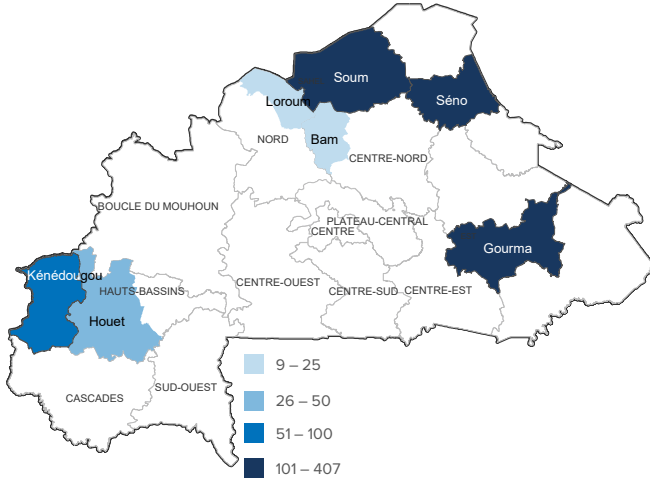 Soum
Séno
Loroum
Bam
NORD
CENTRE-NORD
BOUCLE DU MOUHOUN
PLATEAU-CENTRAL
CENTRE
Gourma
Kénédougou
HAUTS-BASSINS
CENTRE-OUEST
CENTRE-SUD
CENTRE-EST
Houet
SUD-OUEST
CASCADES
9 – 25
26 – 50
51 – 100
101 – 407